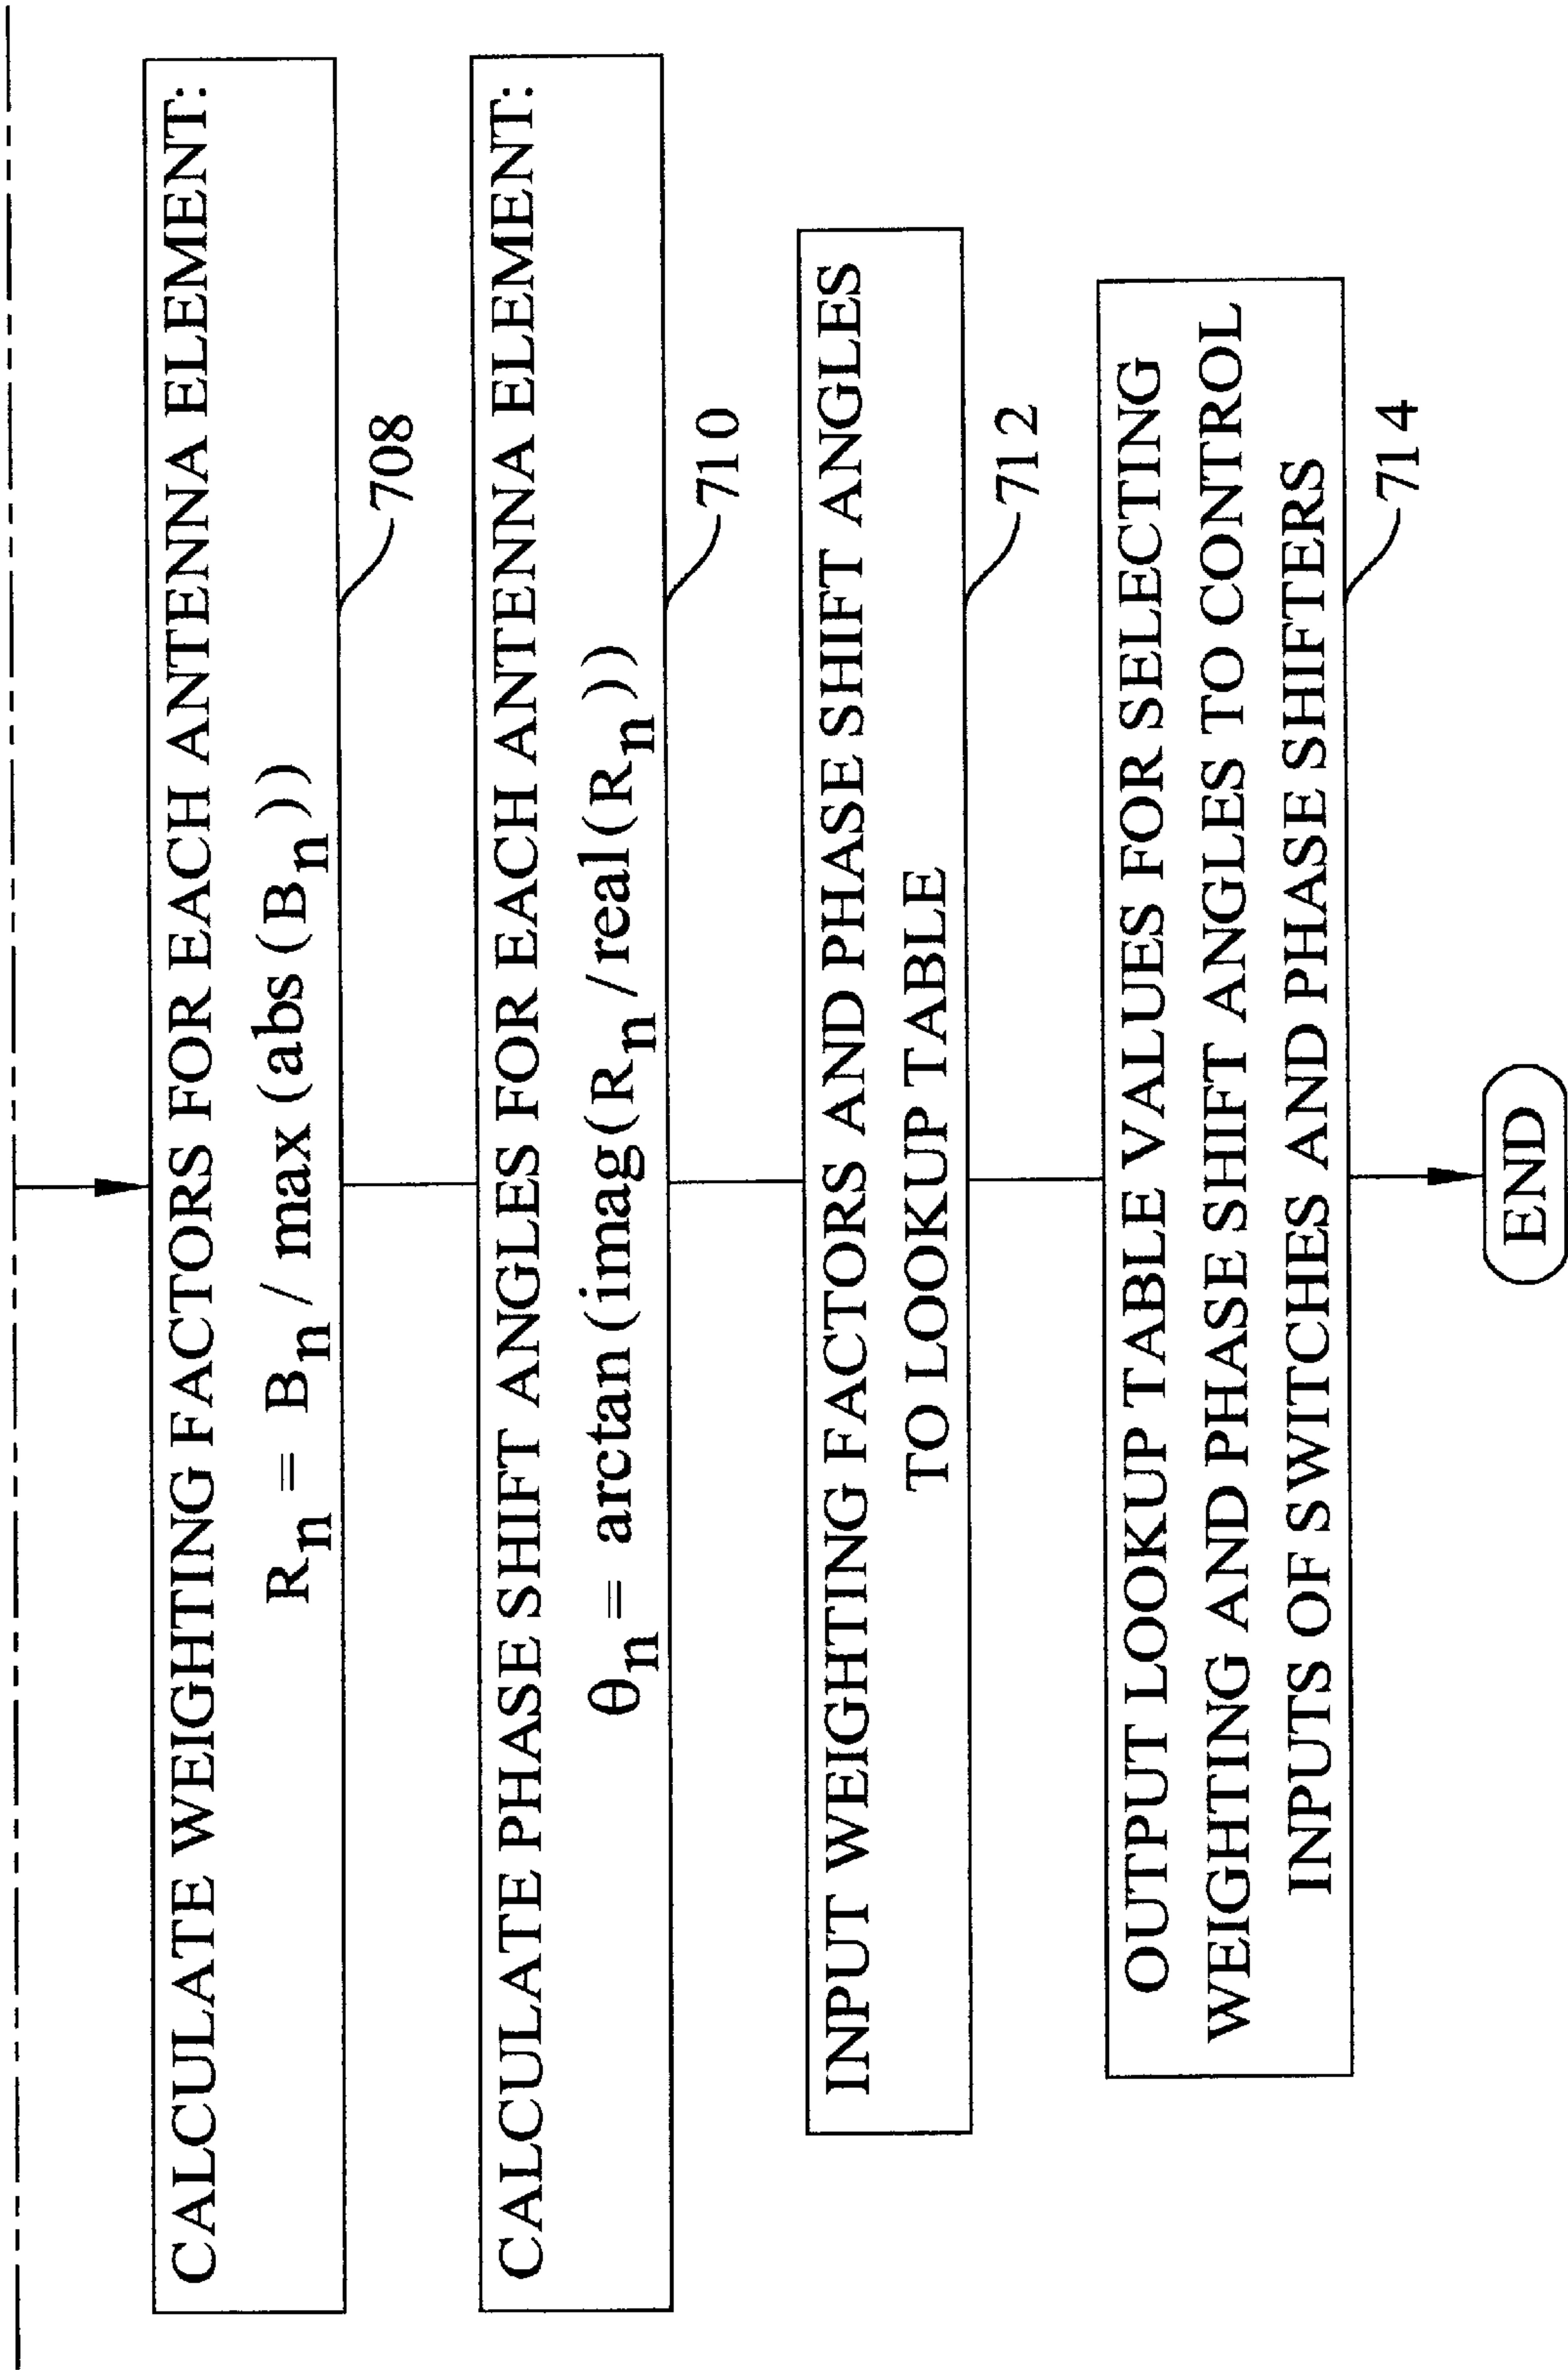 CALCULATE WEIGHTING FACTORS FOR EACH ANTENNA ELEMENT:
Rn = Bn / max (abs (Bn))
708
CALCULATE PHASE SHIFT ANGLES FOR EACH ANTENNA ELEMENT:
θn = arctan (imag(Rn /real(Rn))
710
INPUT WEIGHTING FACTORS AND PHASE SHIFT ANGLES
TO LOOKUP TABLE
712
OUTPUT LOOKUP TABLE VALUES FOR SELECTING
WEIGHTING AND PHASE SHIFT ANGLES TO CONTROL
INPUTS OF SWITCHES AND PHASE SHIFTERS
714
END